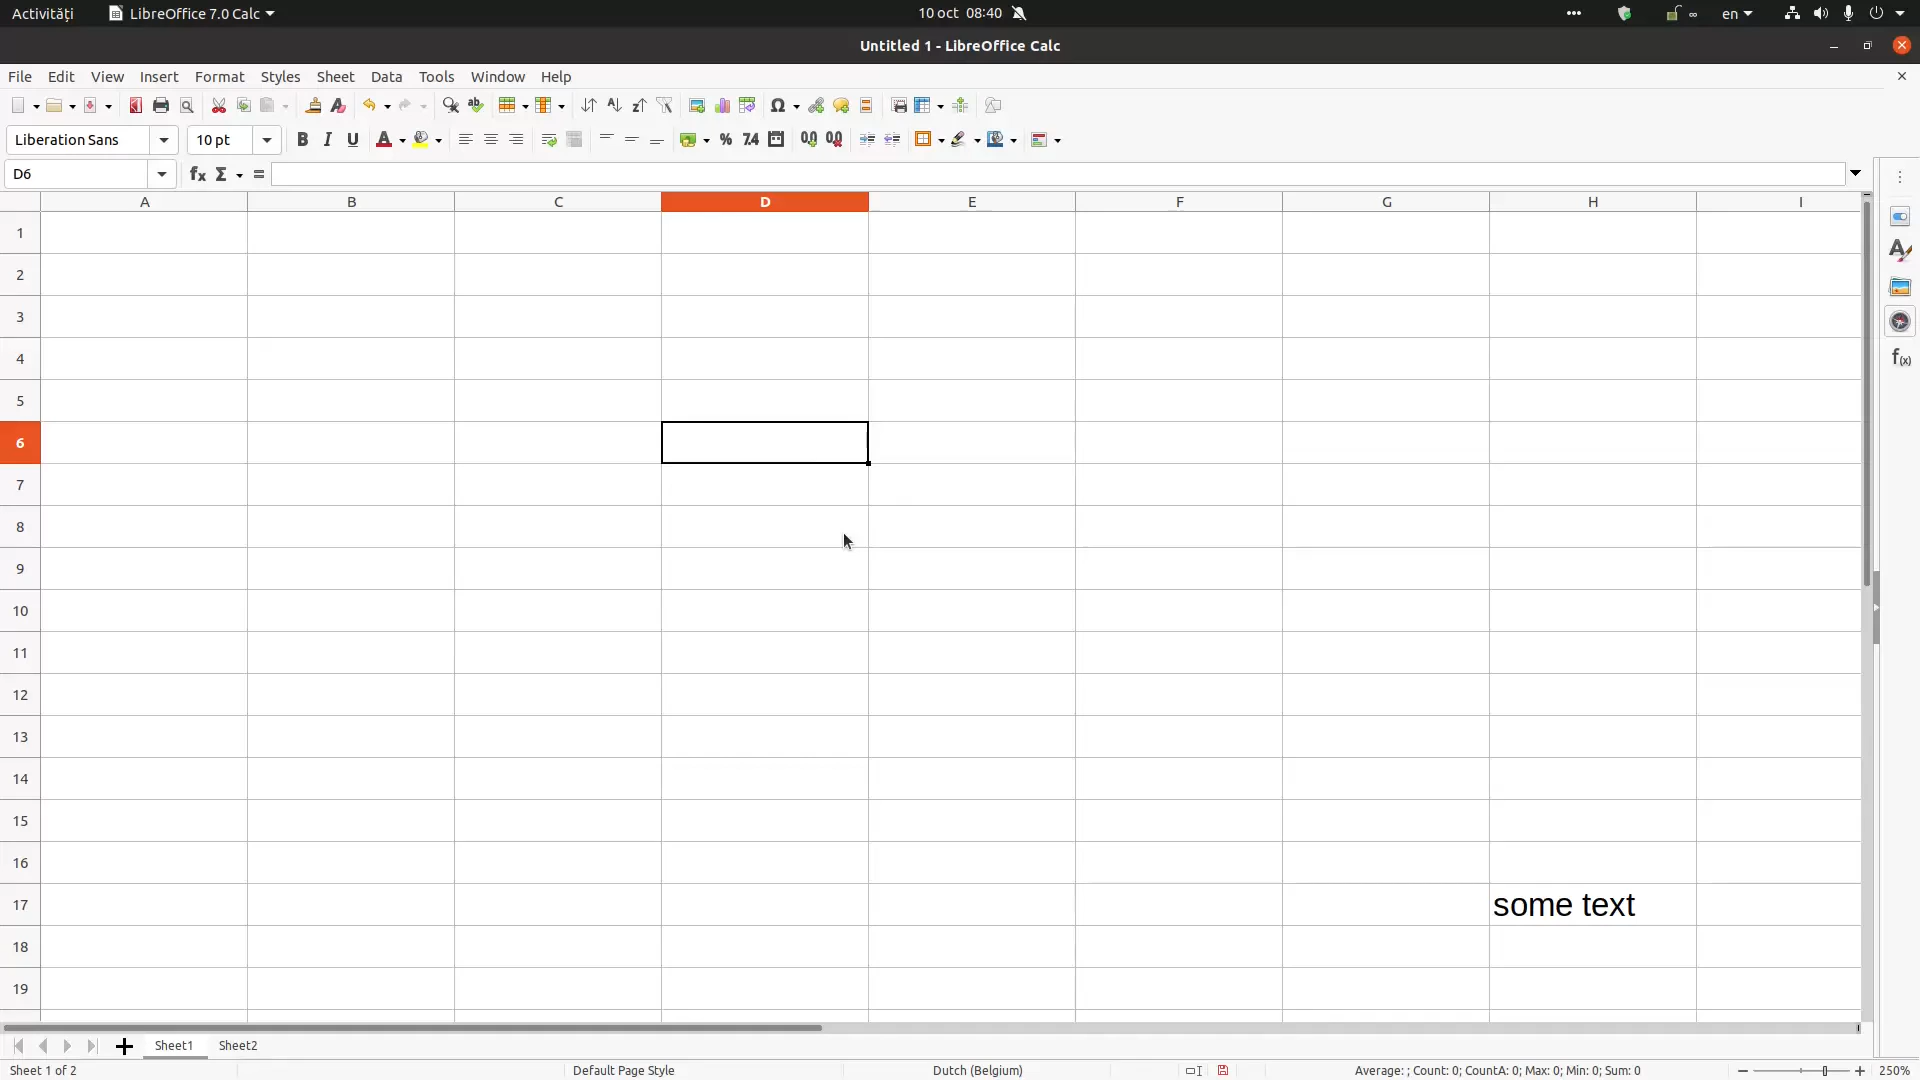 Activități LibreOffice 7.0 Calc 10 oct 08:40 ∞ en
Untitled 1 - LibreOffice Calc
File Edit View Insert Format Styles Sheet Data Tools Window Help
Liberation Sans 10 pt B I U A % 7.4
D6 fx Σ =
A B C D E F G H I
1
2
3
4
5
6
7
8
9
10
11
12
13
14
15
16
17 some text
18
19
Sheet1 Sheet2
Sheet 1 of 2 Default Page Style Dutch (Belgium) Average: ; Count: 0; CountA: 0; Max: 0; Min: 0; Sum: 0 250%